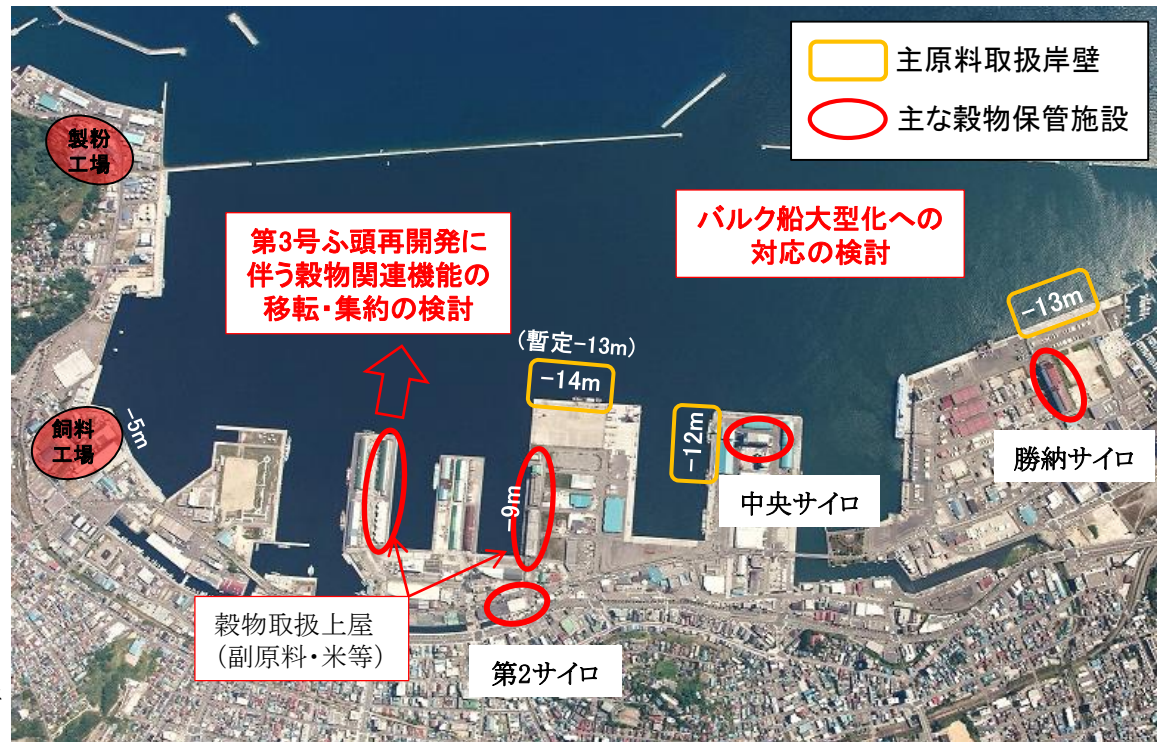 主原料取扱岸壁
主な穀物保管施設
製粉
工場
第3号ふ頭再開発に
伴う穀物関連機能の
移転・集約の検討
バルク船大型化への
対応の検討
-13m
(暫定-13m)
-14m
-5m
飼料
工場
-12m
-9m
中央サイロ
勝納サイロ
穀物取扱上屋
(副原料・米等)
第2サイロ